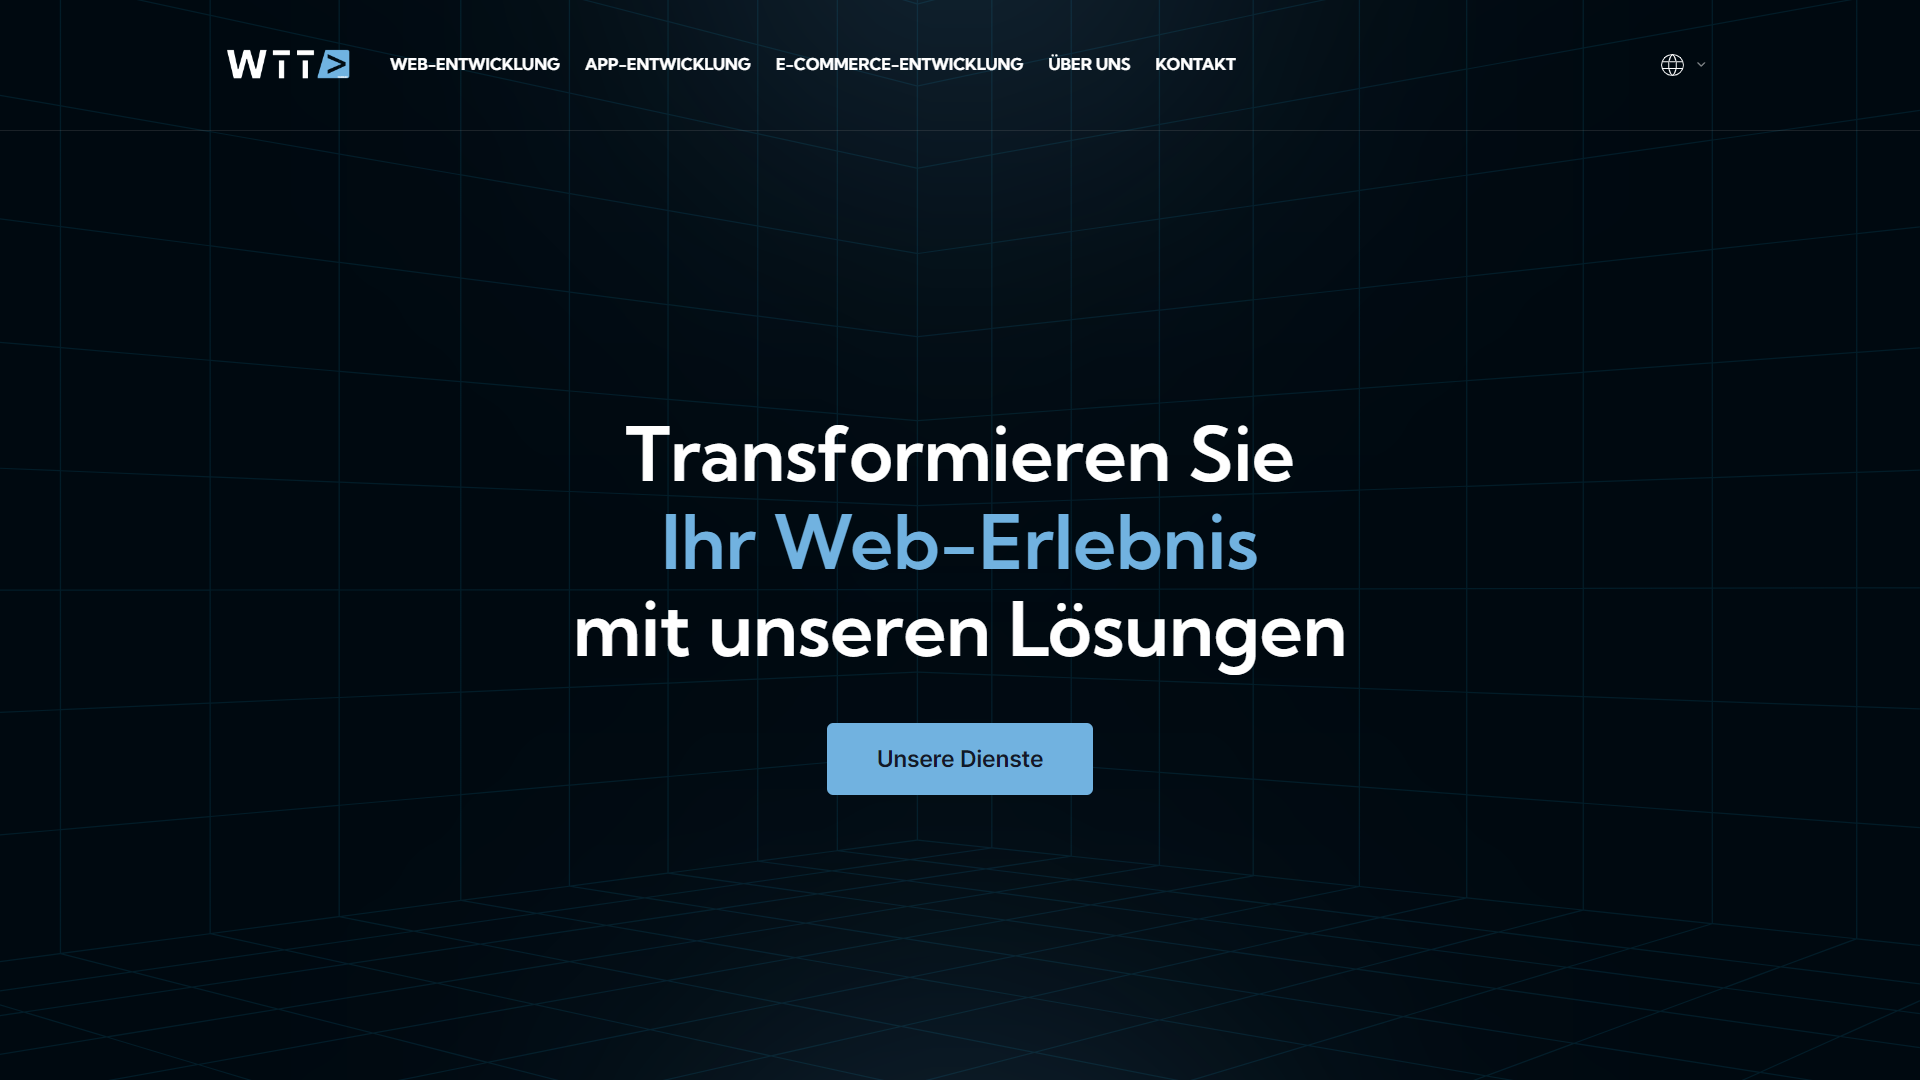 WTT>_
WEB-ENTWICKLUNG APP-ENTWICKLUNG E-COMMERCE-ENTWICKLUNG ÜBER UNS KONTAKT
Transformieren Sie
Ihr Web-Erlebnis
mit unseren Lösungen
Unsere Dienste